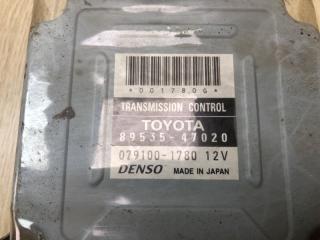 *001780G*
TRANSMISSION CONTROL
TOYOTA
89535-47020
079100-1780 12V
DENSO MADE IN JAPAN